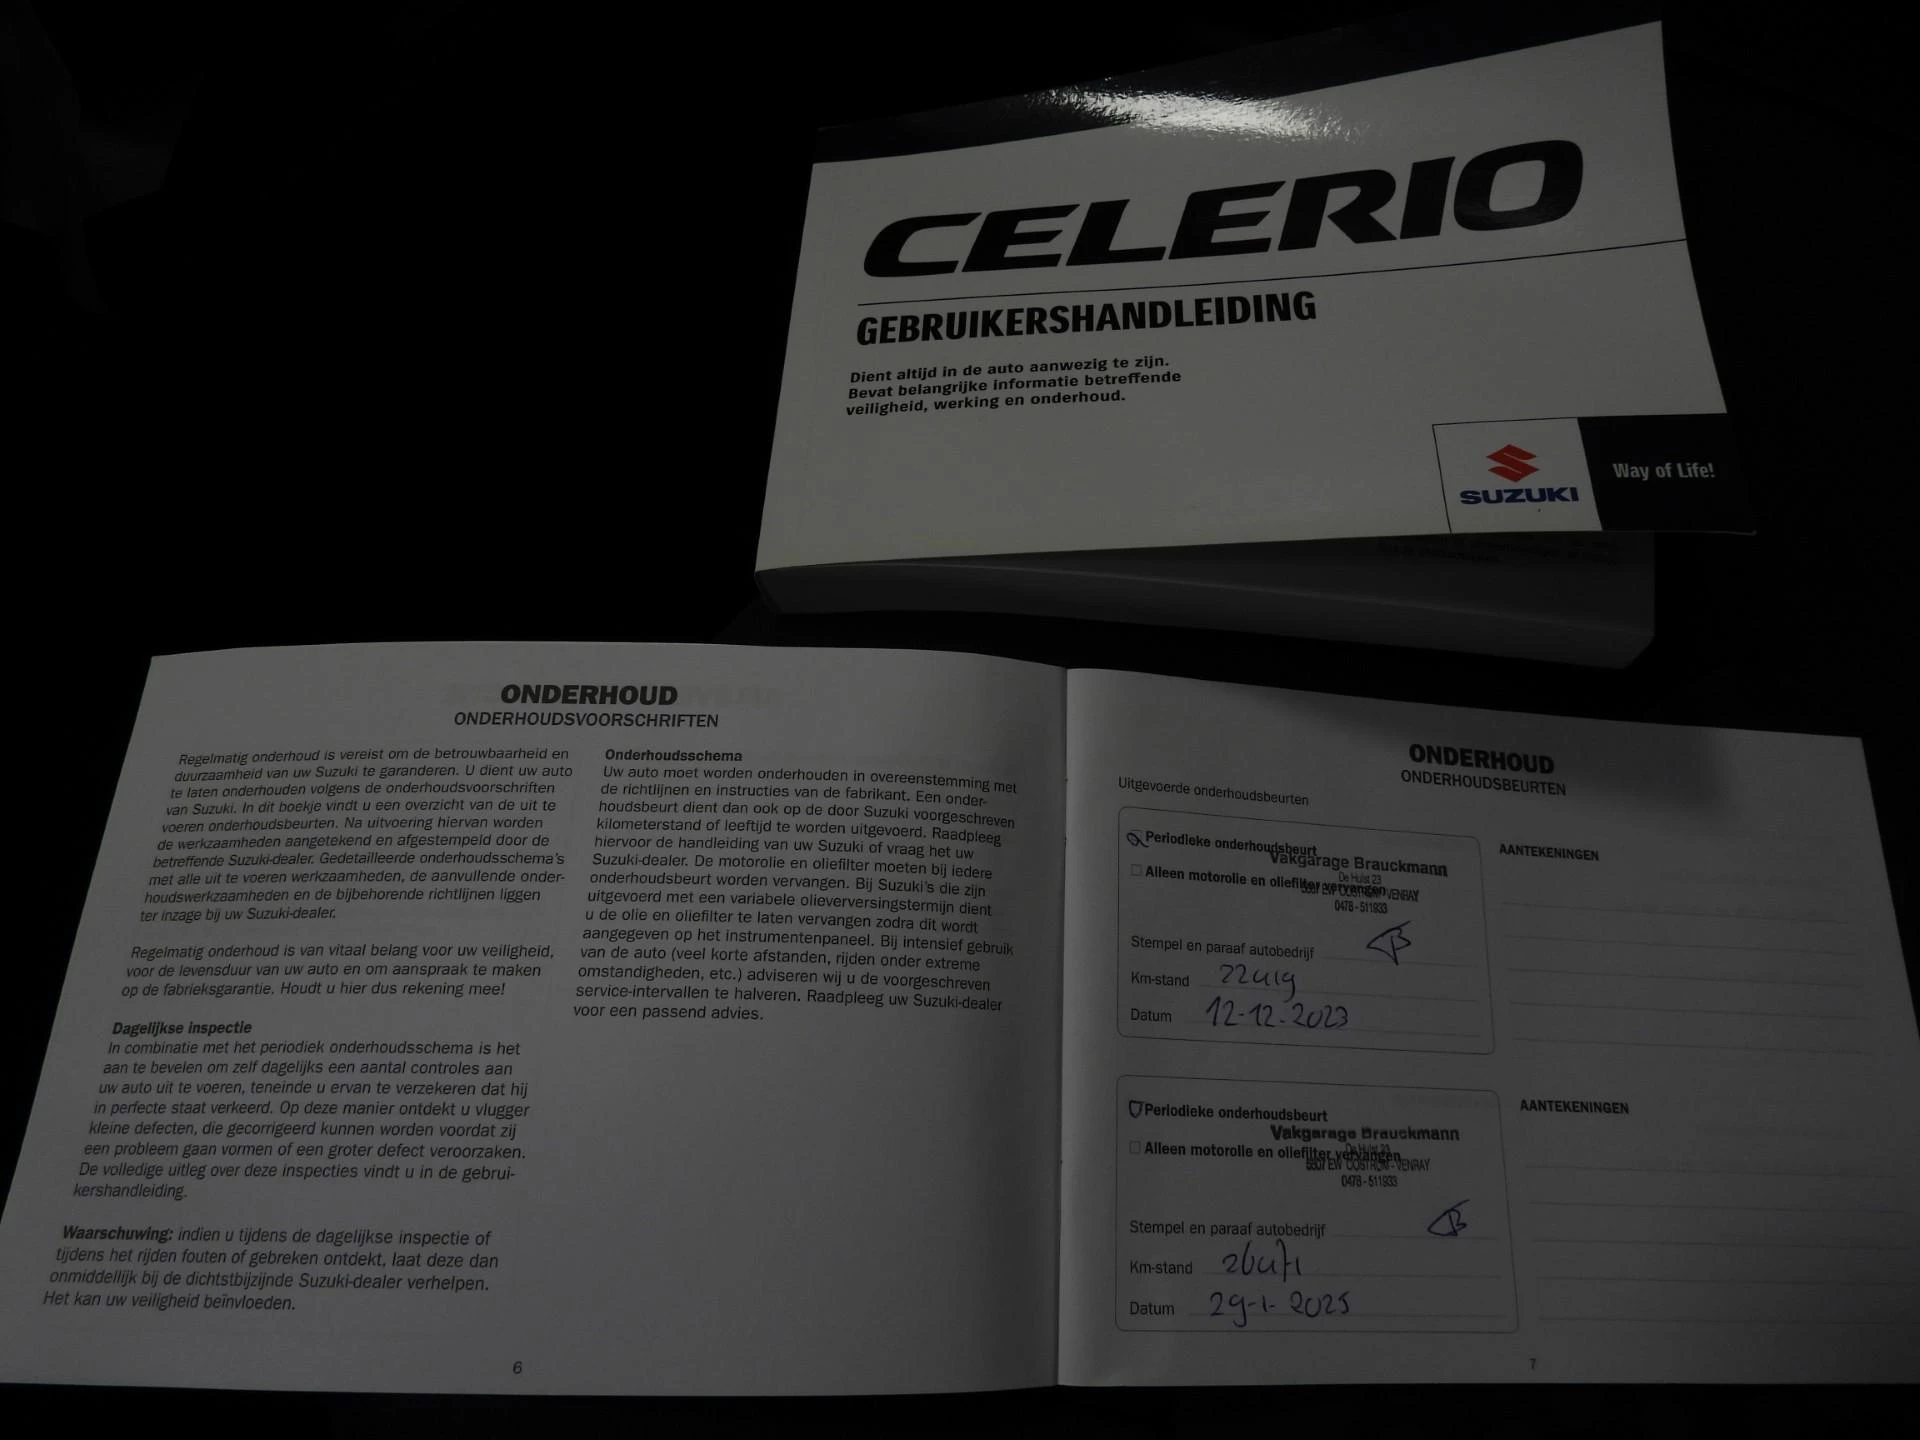 CELERIO
GEBRUIKERSHANDLEIDING
Dient altijd in de auto aanwezig te zijn.
Bevat belangrijke informatie betreffende
veiligheid, werking en onderhoud.
SUZUKI
Way of Life!
ONDERHOUD
ONDERHOUDSVOORSCHRIFTEN
Regelmatig onderhoud is vereist om de betrouwbaarheid en
duurzaamheid van uw Suzuki te garanderen. U dient uw auto
te laten onderhouden volgens de onderhoudsvoorschriften
van Suzuki. In dit boekje vindt u een overzicht van de uit te
voeren onderhoudsbeurten. Na uitvoering hiervan worden
de werkzaamheden aangetekend en afgestempeld door de
betreffende Suzuki-dealer. Gedetailleerde onderhoudsschema's
met alle uit te voeren werkzaamheden, de aanvullende onder-
houdswerkzaamheden en de bijbehorende richtlijnen liggen
ter inzage bij uw Suzuki-dealer.
Regelmatig onderhoud is van vitaal belang voor uw veiligheid,
voor de levensduur van uw auto en om aanspraak te maken
op de fabrieksgarantie. Houdt u hier dus rekening mee!
Dagelijkse inspectie
In combinatie met het periodiek onderhoudsschema is het
aan te bevelen om zelf dagelijks een aantal controles aan
uw auto uit te voeren, teneinde u ervan te verzekeren dat hij
in perfecte staat verkeerd. Op deze manier ontdekt u vlugger
kleine defecten, die gecorrigeerd kunnen worden voordat zij
een probleem gaan vormen of een groter defect veroorzaken.
De volledige uitleg over deze inspecties vindt u in de gebrui-
kershandleiding.
Waarschuwing: indien u tijdens de dagelijkse inspectie of
tijdens het rijden fouten of gebreken ontdekt, laat deze dan
onmiddellijk bij de dichtstbijzijnde Suzuki-dealer verhelpen.
Het kan uw veiligheid beïnvloeden.
Onderhoudsschema
Uw auto moet worden onderhouden in overeenstemming met
de richtlijnen en instructies van de fabrikant. Een onder-
houdsbeurt dient dan ook op de door Suzuki voorgeschreven
kilometerstand of leeftijd te worden uitgevoerd. Raadpleeg
hiervoor de handleiding van uw Suzuki of vraag het uw
Suzuki-dealer. De motorolie en oliefilter moeten bij iedere
onderhoudsbeurt worden vervangen. Bij Suzuki's die zijn
uitgevoerd met een variabele olieverversingstermijn dient
u de olie en oliefilter te laten vervangen zodra dit wordt
aangegeven op het instrumentenpaneel. Bij intensief gebruik
van de auto (veel korte afstanden, rijden onder extreme
omstandigheden, etc.) adviseren wij u de voorgeschreven
service-intervallen te halveren. Raadpleeg uw Suzuki-dealer
voor een passend advies.
6
ONDERHOUD
ONDERHOUDSBEURTEN
Uitgevoerde onderhoudsbeurten
Periodieke onderhoudsbeurt
Vakgarage Brauckmann
De Hulst 23
Alleen motorolie en oliefilter vervangen
5807 EW OOSTRUM - VENRAY
0478 - 511933
Stempel en paraaf autobedrijf
Km-stand
Datum 12-12-2023
AANTEKENINGEN
Periodieke onderhoudsbeurt
Vakgarage Brauckmann
De Hulst 23
Alleen motorolie en oliefilter vervangen
5807 EW OOSTRUM - VENRAY
0478 - 511933
Stempel en paraaf autobedrijf
Km-stand
Datum 29-1-2025
AANTEKENINGEN
7